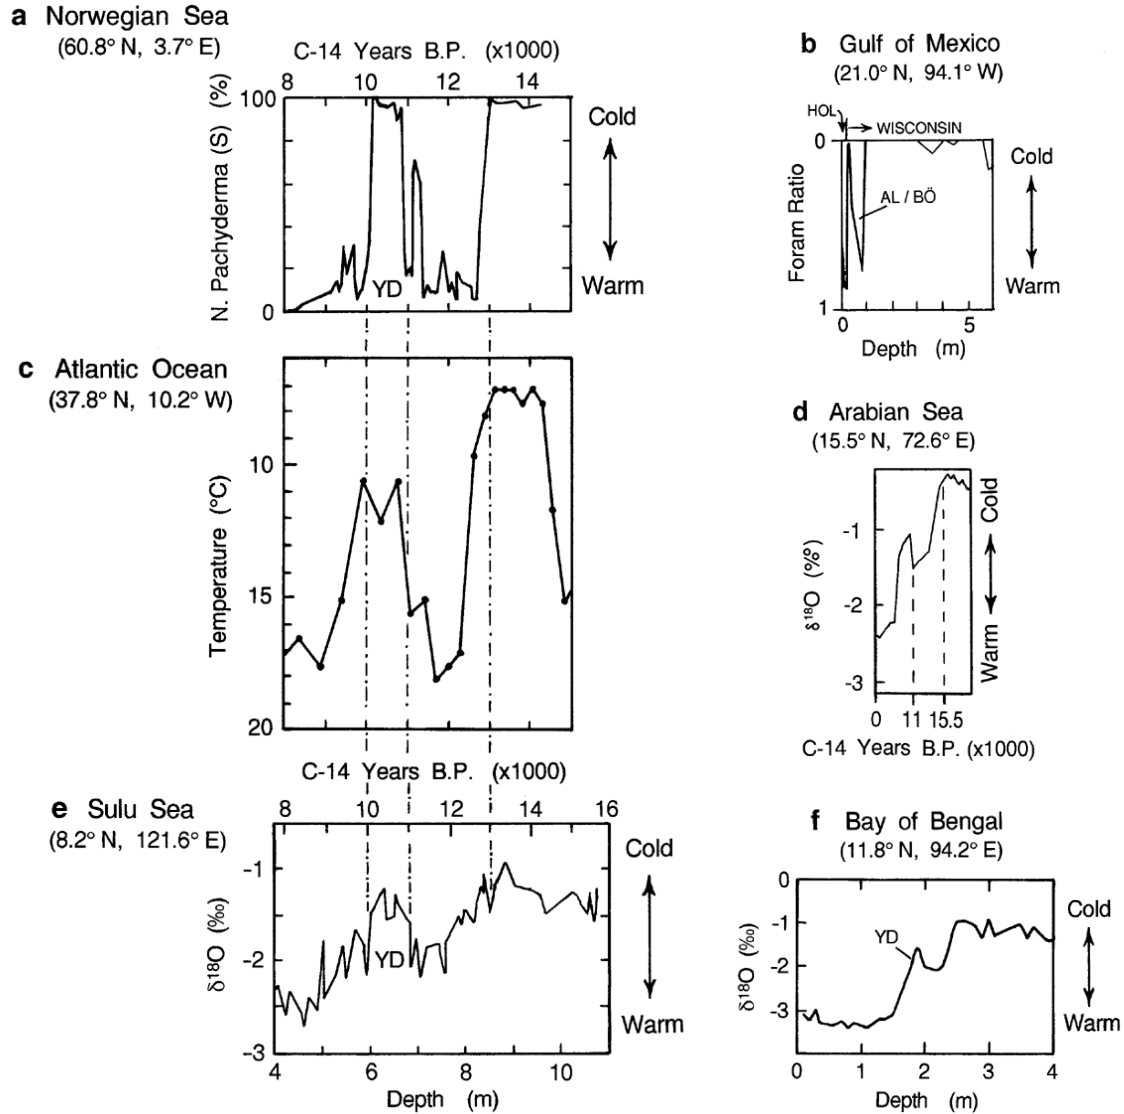 a Norwegian Sea
(60.8° N, 3.7° E)
C-14 Years B.P. (x1000)
8 10 12 14
N. Pachyderma (S) (%)
100
0
YD
Cold
Warm
b Gulf of Mexico
(21.0° N, 94.1° W)
HOL
WISCONSIN
Foram Ratio
0
1
AL / BÖ
Cold
Warm
0 5
Depth (m)
c Atlantic Ocean
(37.8° N, 10.2° W)
Temperature (°C)
10
15
20
C-14 Years B.P. (x1000)
d Arabian Sea
(15.5° N, 72.6° E)
δ18O (%°)
-1
-2
-3
Cold
Warm
0 11 15.5
C-14 Years B.P. (x1000)
e Sulu Sea
(8.2° N, 121.6° E)
8 10 12 14 16
δ18O (‰)
-1
-2
-3
YD
Cold
Warm
4 6 8 10
Depth (m)
f Bay of Bengal
(11.8° N, 94.2° E)
δ18O (‰)
0
-1
-2
-3
YD
Cold
Warm
0 1 2 3 4
Depth (m)